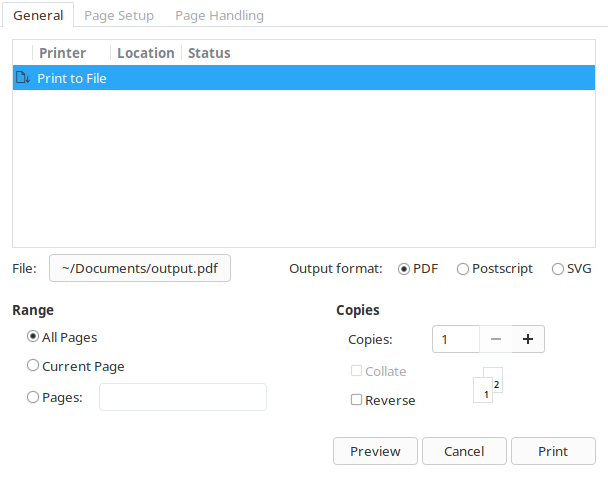 General Page Setup Page Handling
Printer Location Status
Print to File
File: ~/Documents/output.pdf Output format: PDF Postscript SVG
Range Copies
All Pages Copies: 1
Current Page Collate
Pages: Reverse
1 2
Preview Cancel Print